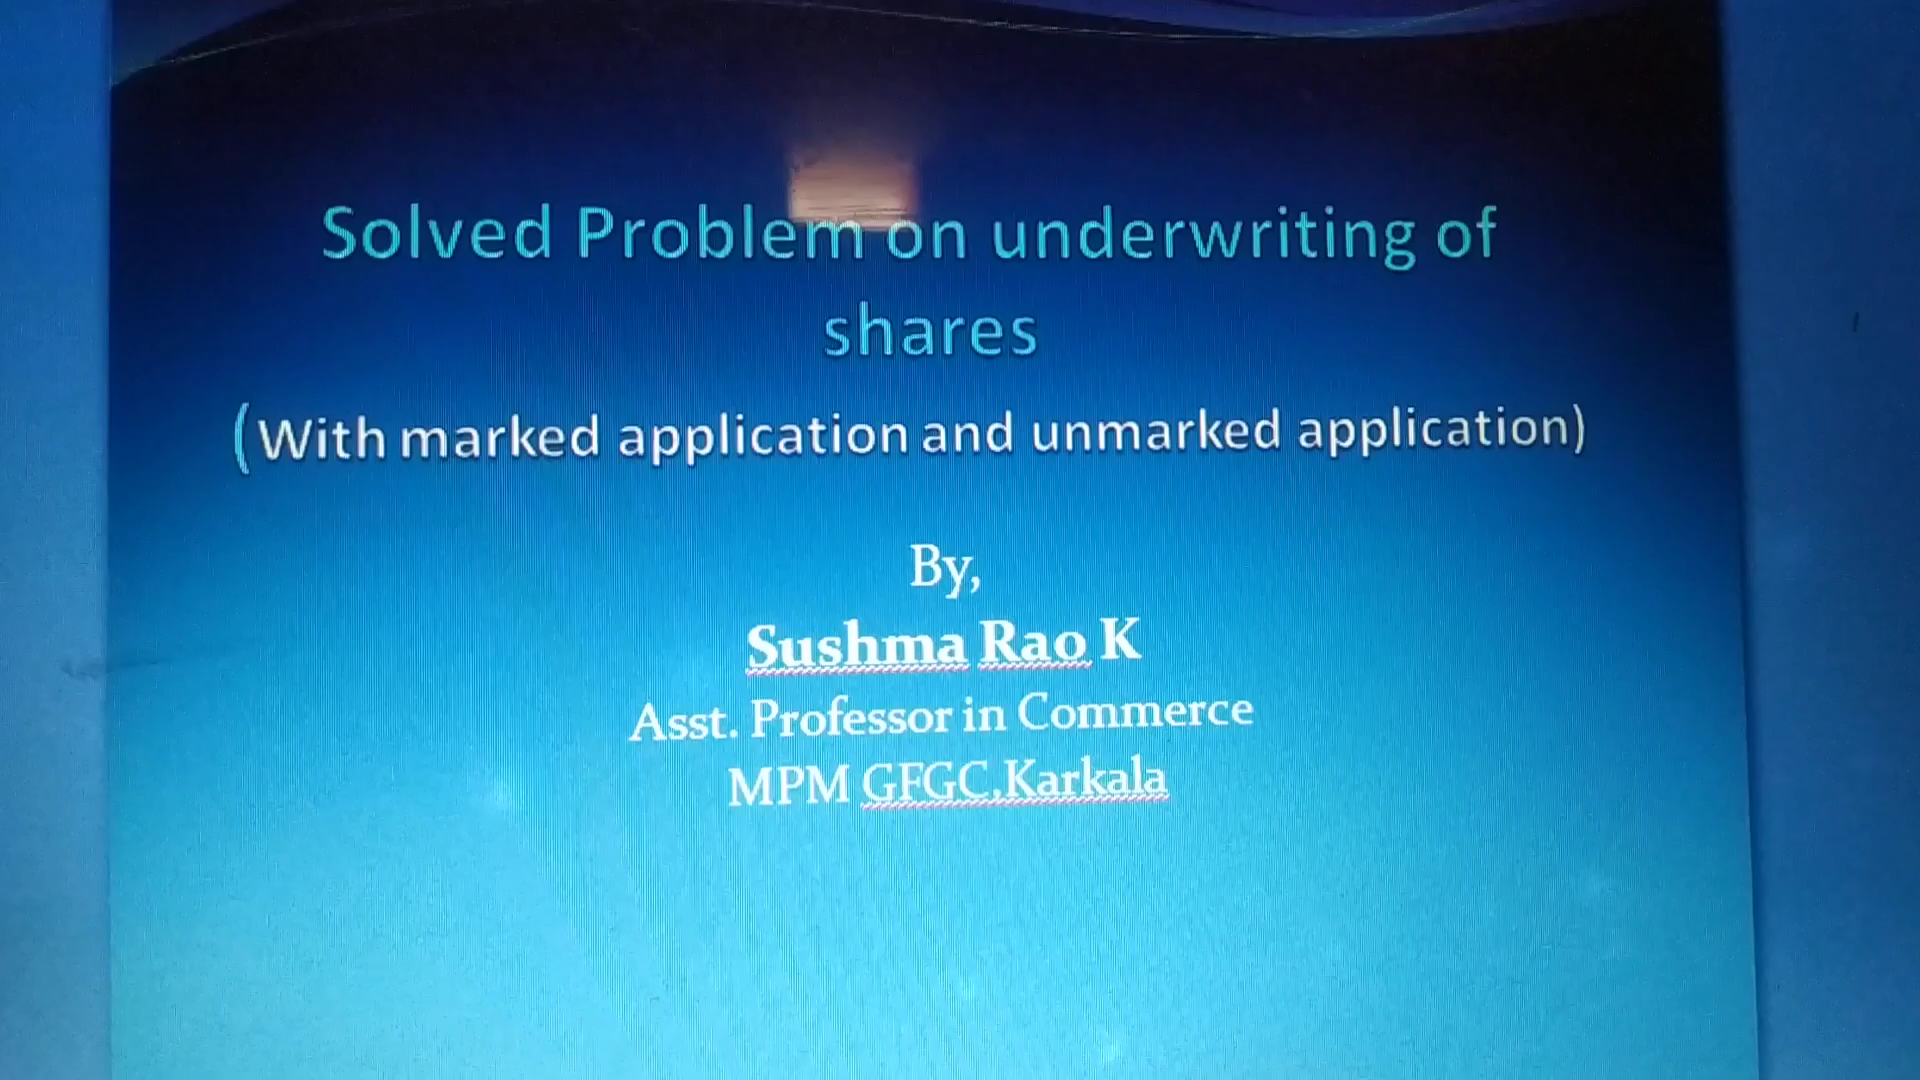 Solved Problem on underwriting of
shares
(With marked application and unmarked application)
By,
Sushma Rao K
Asst. Professor in Commerce
MPM GFGC,Karkala